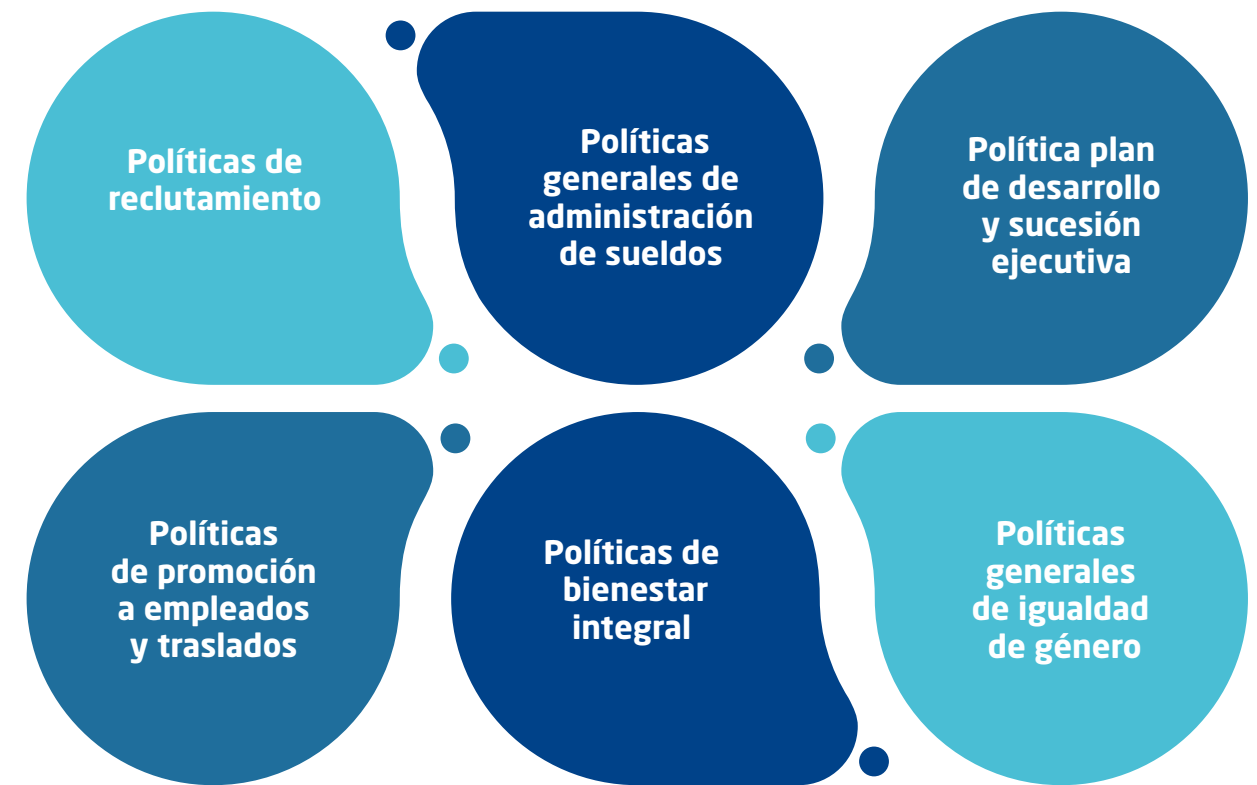 Políticas de
reclutamiento
Políticas
generales de
administración
de sueldos
Política plan
de desarrollo
y sucesión
ejecutiva
Políticas
de promoción
a empleados
y traslados
Políticas de
bienestar
integral
Políticas
generales
de igualdad
de género